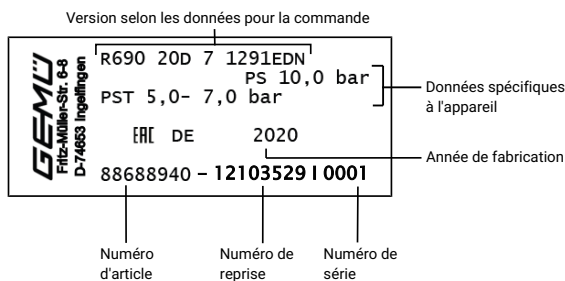 Version selon les données pour la commande
GEMÜ
Fritz-Müller-Str. 6-8
D-74653 Ingelfingen
R690 20D 7 1291EDN
PS 10,0 bar
PST 5,0- 7,0 bar
Données spécifiques
à l'appareil
EAC DE 2020
Année de fabrication
88688940 - 12103529 I 0001
Numéro
d'article
Numéro de
reprise
Numéro de
série